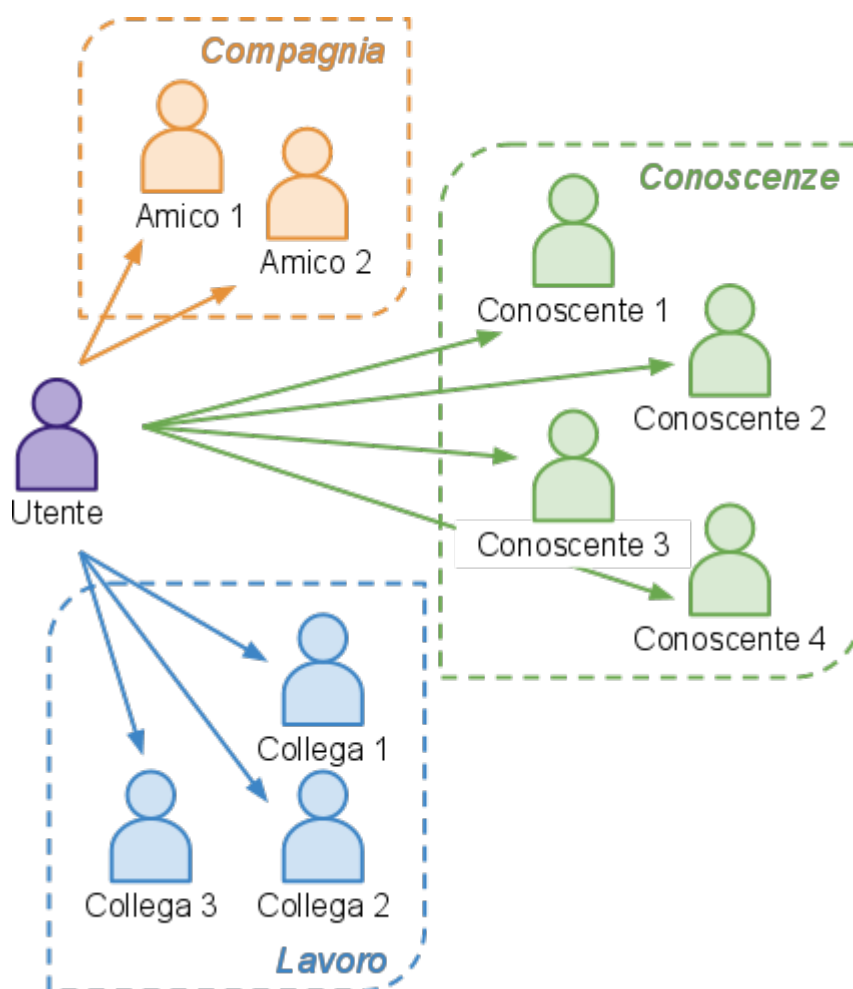 Compagnia
Amico 1
Amico 2
Conoscenze
Conoscente 1
Conoscente 2
Conoscente 3
Conoscente 4
Utente
Collega 1
Collega 3
Collega 2
Lavoro